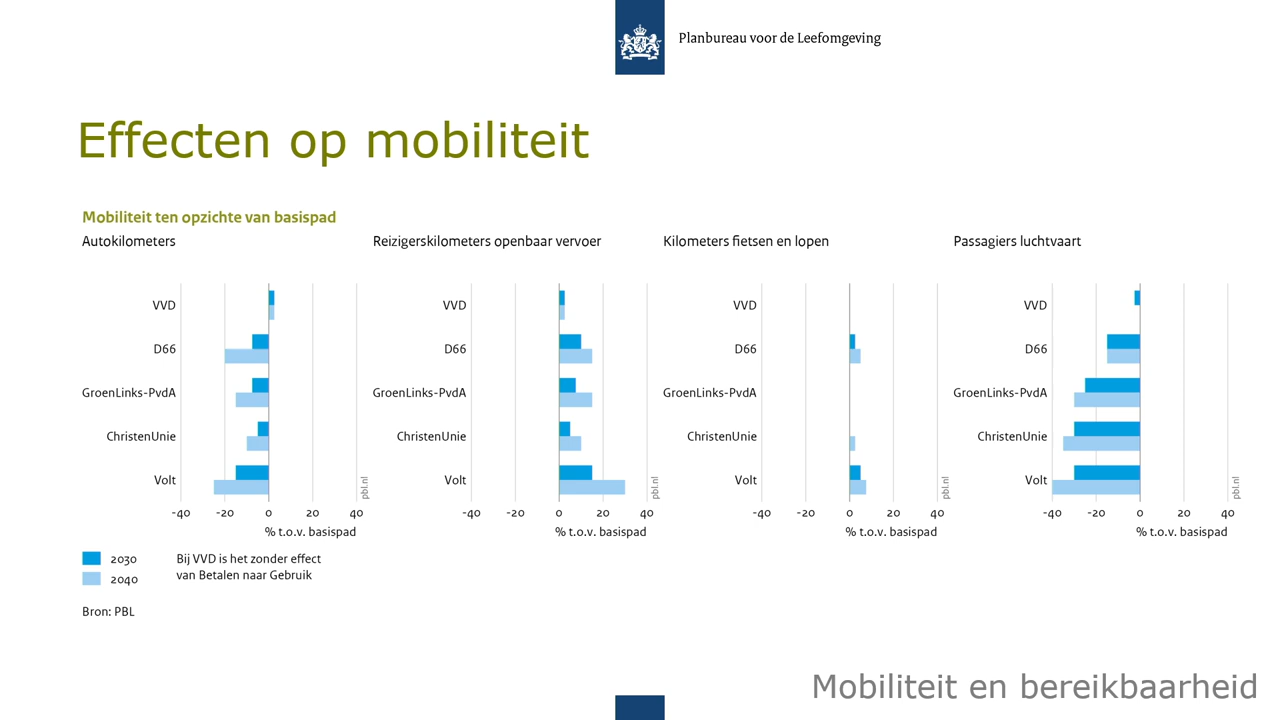 Planbureau voor de Leefomgeving
Effecten op mobiliteit
Mobiliteit ten opzichte van basispad
Autokilometers
VVD
D66
GroenLinks-PvdA
ChristenUnie
Volt
pbl.nl
-40 -20 0 20 40
% t.o.v. basispad
Reizigerskilometers openbaar vervoer
VVD
D66
GroenLinks-PvdA
ChristenUnie
Volt
pbl.nl
-40 -20 0 20 40
% t.o.v. basispad
Kilometers fietsen en lopen
VVD
D66
GroenLinks-PvdA
ChristenUnie
Volt
pbl.nl
-40 -20 0 20 40
% t.o.v. basispad
Passagiers luchtvaart
VVD
D66
GroenLinks-PvdA
ChristenUnie
Volt
pbl.nl
-40 -20 0 20 40
% t.o.v. basispad
2030
2040
Bij VVD is het zonder effect
van Betalen naar Gebruik
Bron: PBL
Mobiliteit en bereikbaarheid